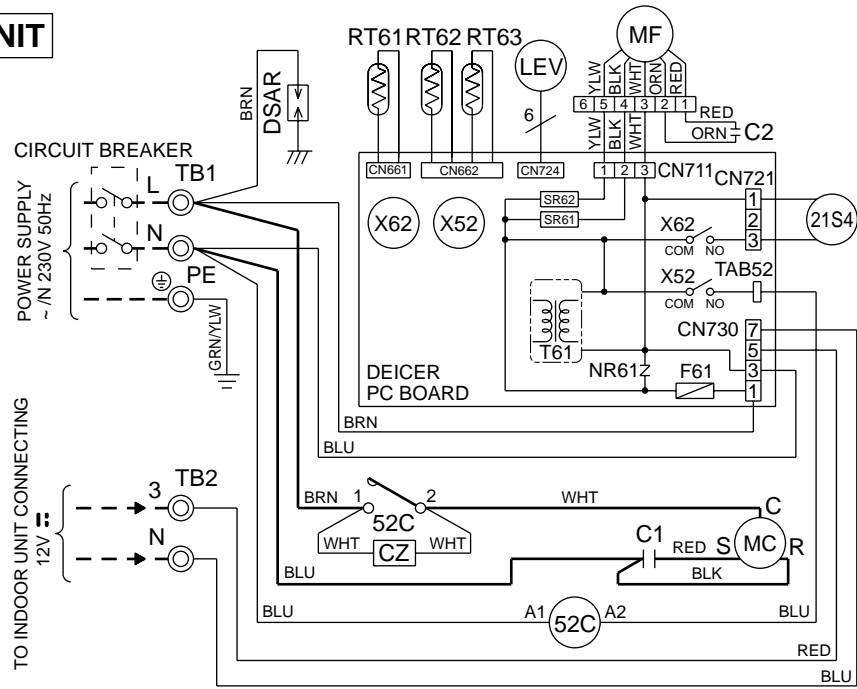 NIT
RT61 RT62 RT63
MF
LEV
BRN
DSAR
YLW BLK WHT ORN RED
6 5 4 3 2 1
RED
ORN
C2
6
YLW BLK WHT
CIRCUIT BREAKER
POWER SUPPLY
~ /N 230V 50Hz
L
TB1
N
PE
GRN/YLW
CN661
CN662
CN724
1 2 3
CN711
CN721
1
2
3
21S4
SR62
SR61
X62
X52
X62
COM NO
X52
COM NO
TAB52
T61
CN730
7
5
3
1
NR61
F61
DEICER
PC BOARD
BRN
BLU
TO INDOOR UNIT CONNECTING
12V
3
TB2
N
BRN
1
2
52C
WHT
WHT
CZ
WHT
C
C1
RED
S
MC
R
BLK
BLU
BLU
A1
52C
A2
BLU
RED
BLU